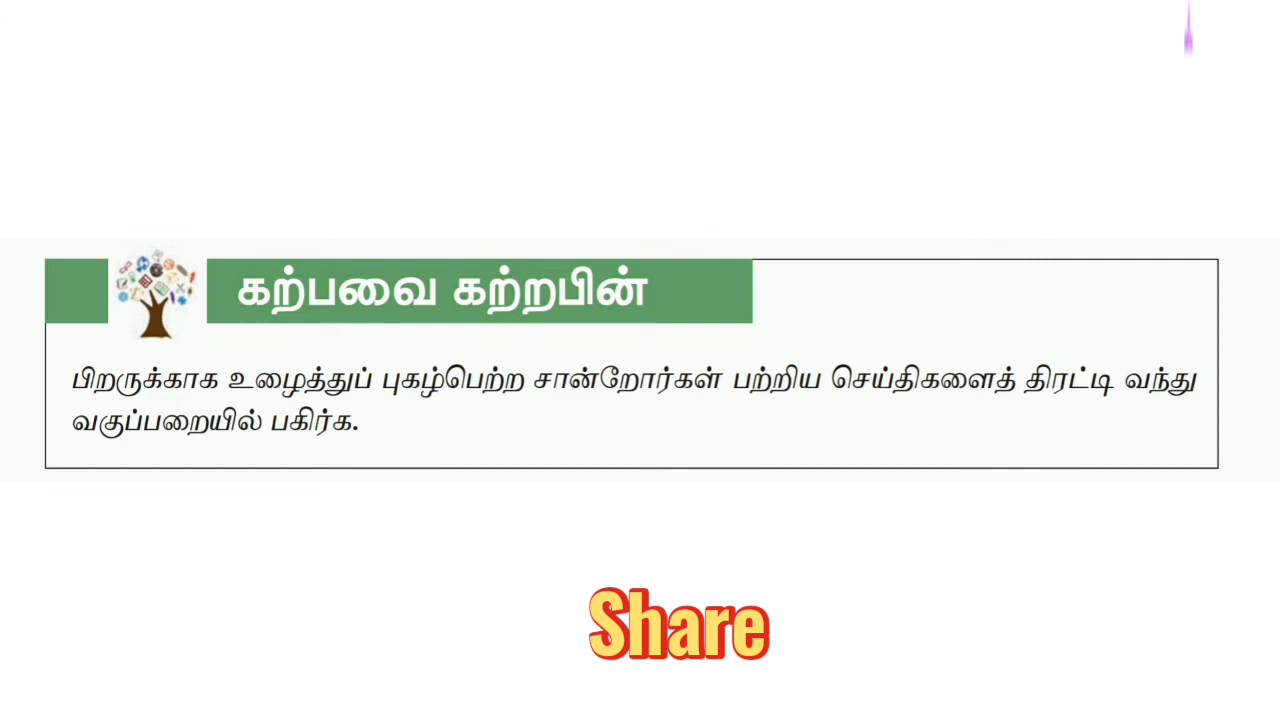 கற்பவை கற்றபின்
பிறருக்காக உழைத்துப் புகழ்பெற்ற சான்றோர்கள் பற்றிய செய்திகளைத் திரட்டி வந்து
வகுப்பறையில் பகிர்க.
Share